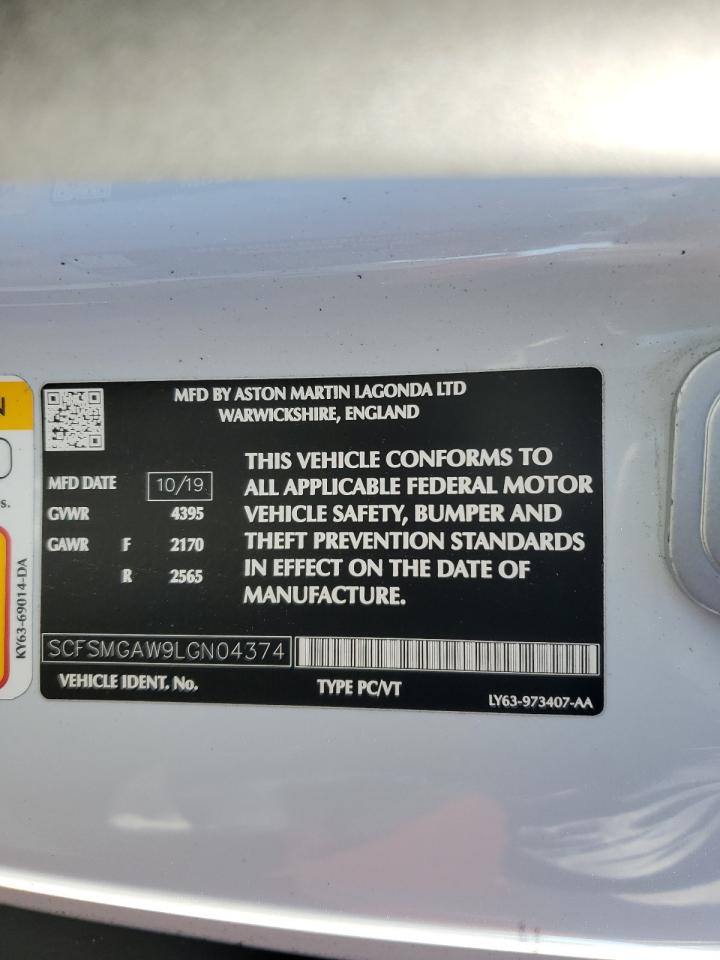 MFD BY ASTON MARTIN LAGONDA LTD
WARWICKSHIRE, ENGLAND
MFD DATE 10/19
GVWR 4395
GAWR F 2170
R 2565
THIS VEHICLE CONFORMS TO
ALL APPLICABLE FEDERAL MOTOR
VEHICLE SAFETY, BUMPER AND
THEFT PREVENTION STANDARDS
IN EFFECT ON THE DATE OF
MANUFACTURE.
SCFSMGAW9LGN04374
VEHICLE IDENT. No.
TYPE PC/VT
LY63-973407-AA
KY63-69014-DA